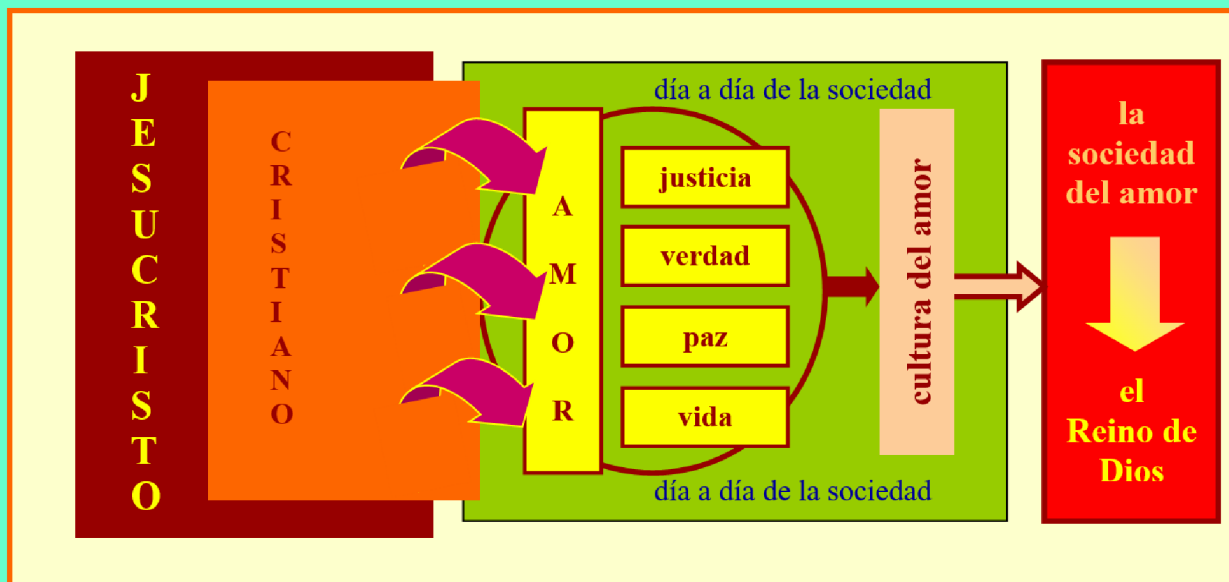 JESUCRISTO
CRISTIANO
día a día de la sociedad
AMOR
justicia
verdad
paz
vida
día a día de la sociedad
cultura del amor
la
sociedad
del amor
el
Reino de
Dios